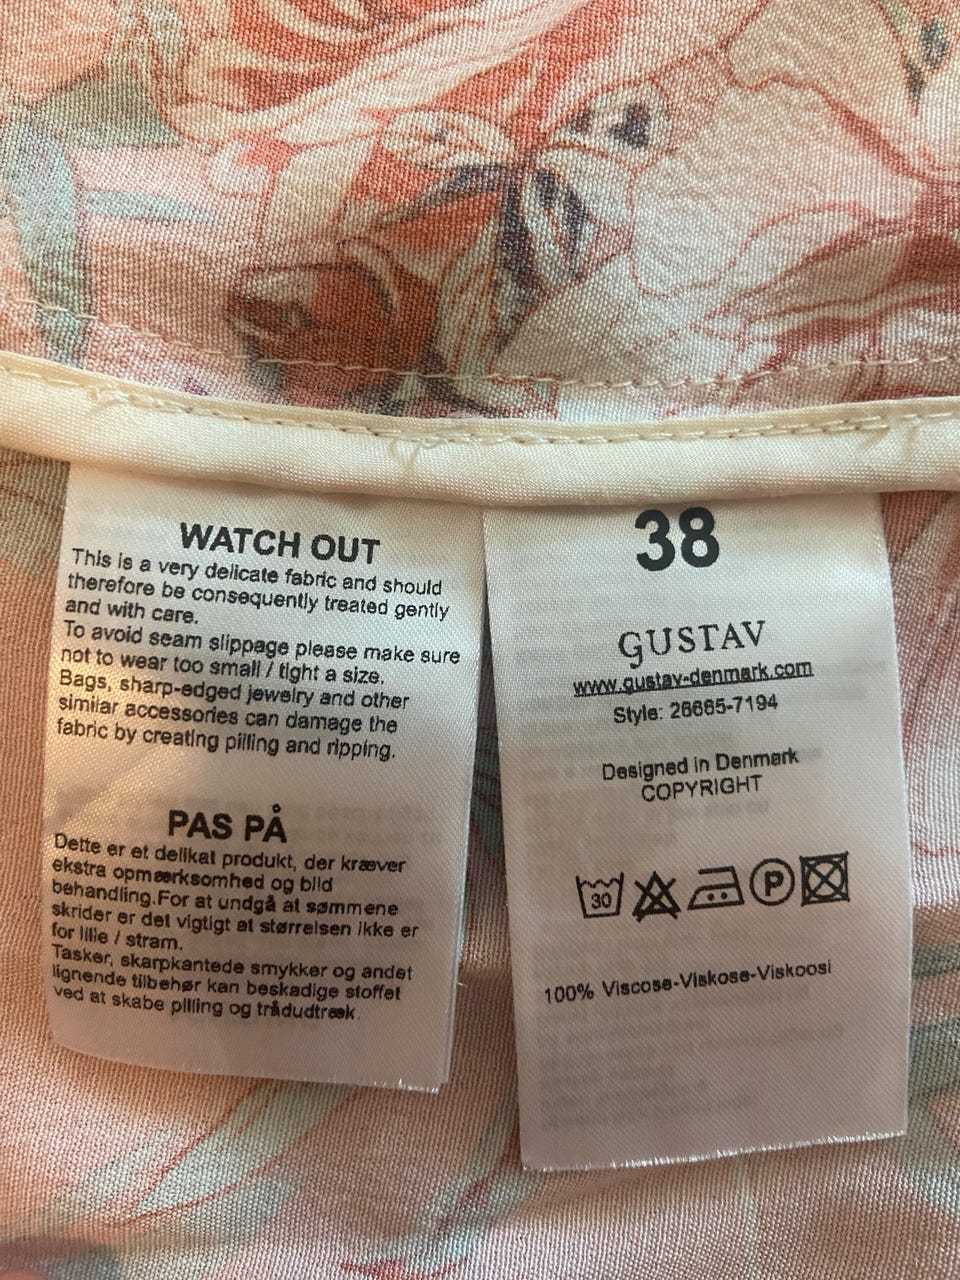 WATCH OUT
This is a very delicate fabric and should
therefore be consequently treated gently
and with care.
To avoid seam slippage please make sure
not to wear too small / tight a size.
Bags, sharp-edged jewelry and other
similar accessories can damage the
fabric by creating pilling and ripping.
PAS PÅ
Dette er et delikat produkt, der kræver
ekstra opmærksomhed og blid
behandling.For at undgå at sømmene
skrider er det vigtigt at størrelsen ikke er
for lille / stram.
Tasker, skarpkantede smykker og andet
lignende tilbehør kan beskadige stoffet
ved at skabe pilling og trådudtræk.
38
GUSTAV
www.gustav-denmark.com
Style: 26665-7194
Designed in Denmark
COPYRIGHT
30 P
100% Viscose-Viskose-Viskoosi